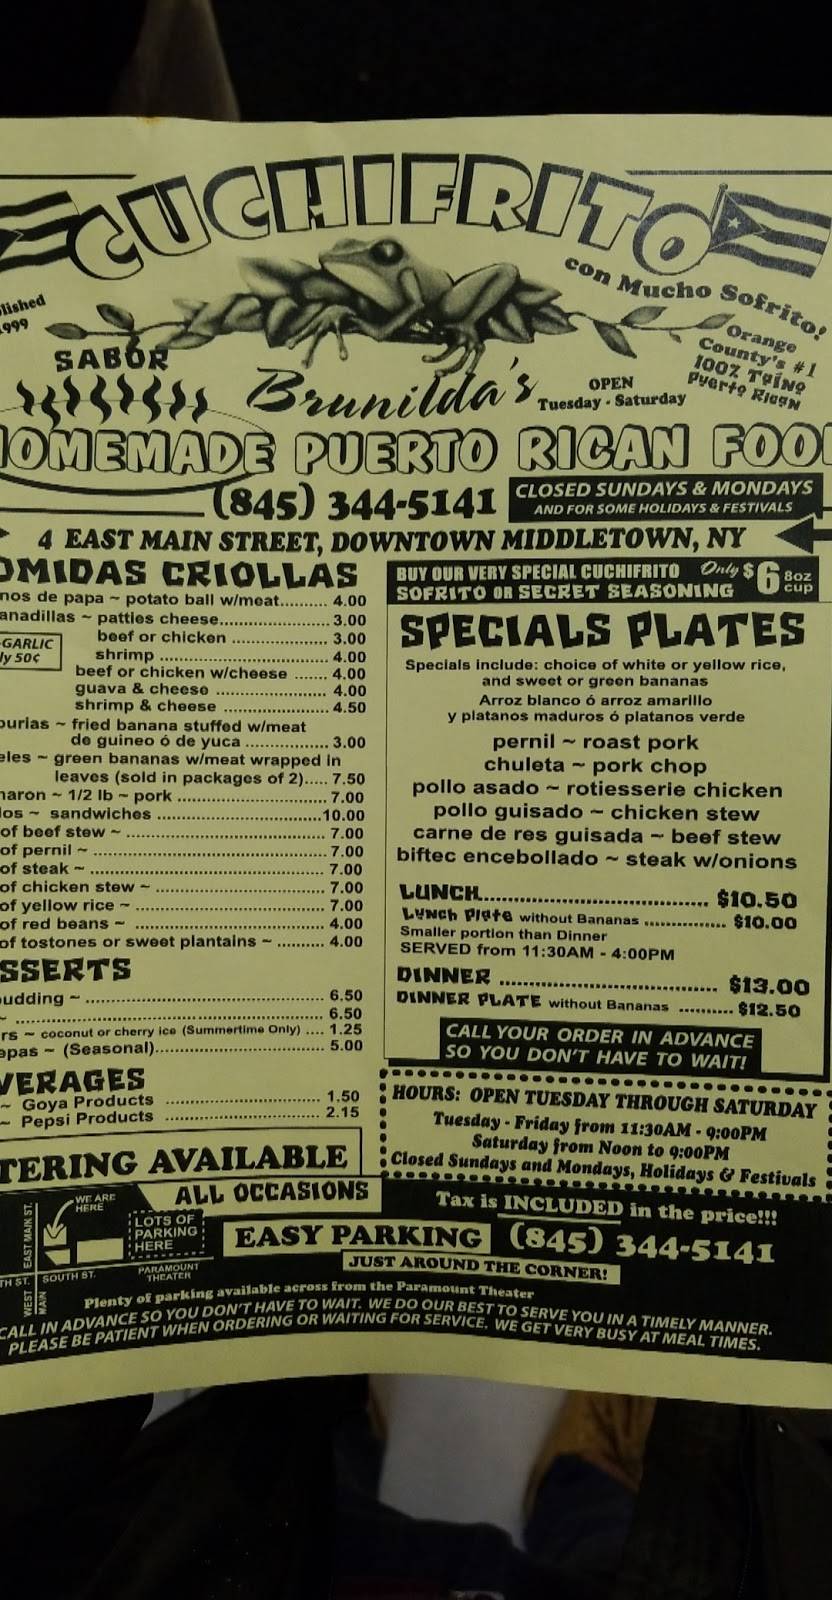 CUCHIFRITO
con Mucho Sofrito!
lished
1999
Orange
County's #1
100% Taíno
Puerto Rican
SABOR
Brunilda's
OPEN
Tuesday - Saturday
HOMEMADE PUERTO RICAN FOO
(845) 344-5141
CLOSED SUNDAYS & MONDAYS
AND FOR SOME HOLIDAYS & FESTIVALS
4 EAST MAIN STREET, DOWNTOWN MIDDLETOWN, NY
OMIDAS CRIOLLAS
nos de papa ~ potato ball w/meat......... 4.00
anadillas ~ patties cheese..................... 3.00
beef or chicken .................. 3.00
-GARLIC
ly 50¢
shrimp ................................ 4.00
beef or chicken w/cheese ...... 4.00
guava & cheese ..................... 4.00
shrimp & cheese .................... 4.50
purias ~ fried banana stuffed w/meat
de guineo ó de yuca ............... 3.00
eles ~ green bananas w/meat wrapped in
leaves (sold in packages of 2)..... 7.50
haron ~ 1/2 lb ~ pork ............................. 7.00
los ~ sandwiches ................................10.00
of beef stew ~ ..................................... 7.00
of pernil ~ ........................................... 7.00
of steak ~ ............................................ 7.00
of chicken stew ~ ................................ 7.00
of yellow rice ~ ................................... 7.00
of red beans ~ ..................................... 4.00
of tostones or sweet plantains ~ .......... 4.00
SSERTS
udding ~ ............................................. 6.50
~ ......................................................... 6.50
rs ~ coconut or cherry ice (Summertime Only) .... 1.25
epas ~ (Seasonal)................................ 5.00
VERAGES
~ Goya Products ............................... 1.50
~ Pepsi Products ............................... 2.15
TERING AVAILABLE
ALL OCCASIONS
BUY OUR VERY SPECIAL CUCHIFRITO
SOFRITO OR SECRET SEASONING
Only $6 8oz cup
SPECIALS PLATES
Specials include: choice of white or yellow rice,
and sweet or green bananas
Arroz blanco ó arroz amarillo
y platanos maduros ó platanos verde
pernil ~ roast pork
chuleta ~ pork chop
pollo asado ~ rotiesserie chicken
pollo guisado ~ chicken stew
carne de res guisada ~ beef stew
biftec encebollado ~ steak w/onions
LUNCH............................................ $10.50
Lunch Plate without Bananas ............... $10.00
Smaller portion than Dinner
SERVED from 11:30AM - 4:00PM
DINNER .......................................... $13.00
DINNER PLATE without Bananas .......... $12.50
CALL YOUR ORDER IN ADVANCE
SO YOU DON'T HAVE TO WAIT!
HOURS: OPEN TUESDAY THROUGH SATURDAY
Tuesday - Friday from 11:30AM - 9:00PM
Saturday from Noon to 9:00PM
Closed Sundays and Mondays, Holidays & Festivals
Tax is INCLUDED in the price!!!
WE ARE
HERE
EAST MAIN ST.
LOTS OF
PARKING
HERE
TH ST.
SOUTH ST.
WEST MAIN
PARAMOUNT
THEATER
EASY PARKING
(845) 344-5141
JUST AROUND THE CORNER!
Plenty of parking available across from the Paramount Theater
CALL IN ADVANCE SO YOU DON'T HAVE TO WAIT. WE DO OUR BEST TO SERVE YOU IN A TIMELY MANNER.
PLEASE BE PATIENT WHEN ORDERING OR WAITING FOR SERVICE. WE GET VERY BUSY AT MEAL TIMES.